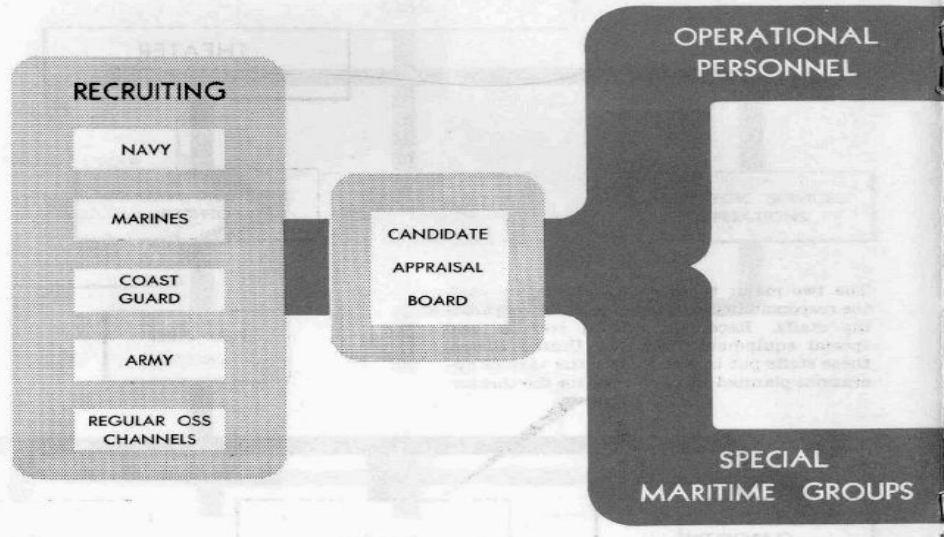 RECRUITING
NAVY
MARINES
COAST
GUARD
ARMY
REGULAR OSS
CHANNELS
CANDIDATE
APPRAISAL
BOARD
OPERATIONAL
PERSONNEL
SPECIAL
MARITIME GROUPS